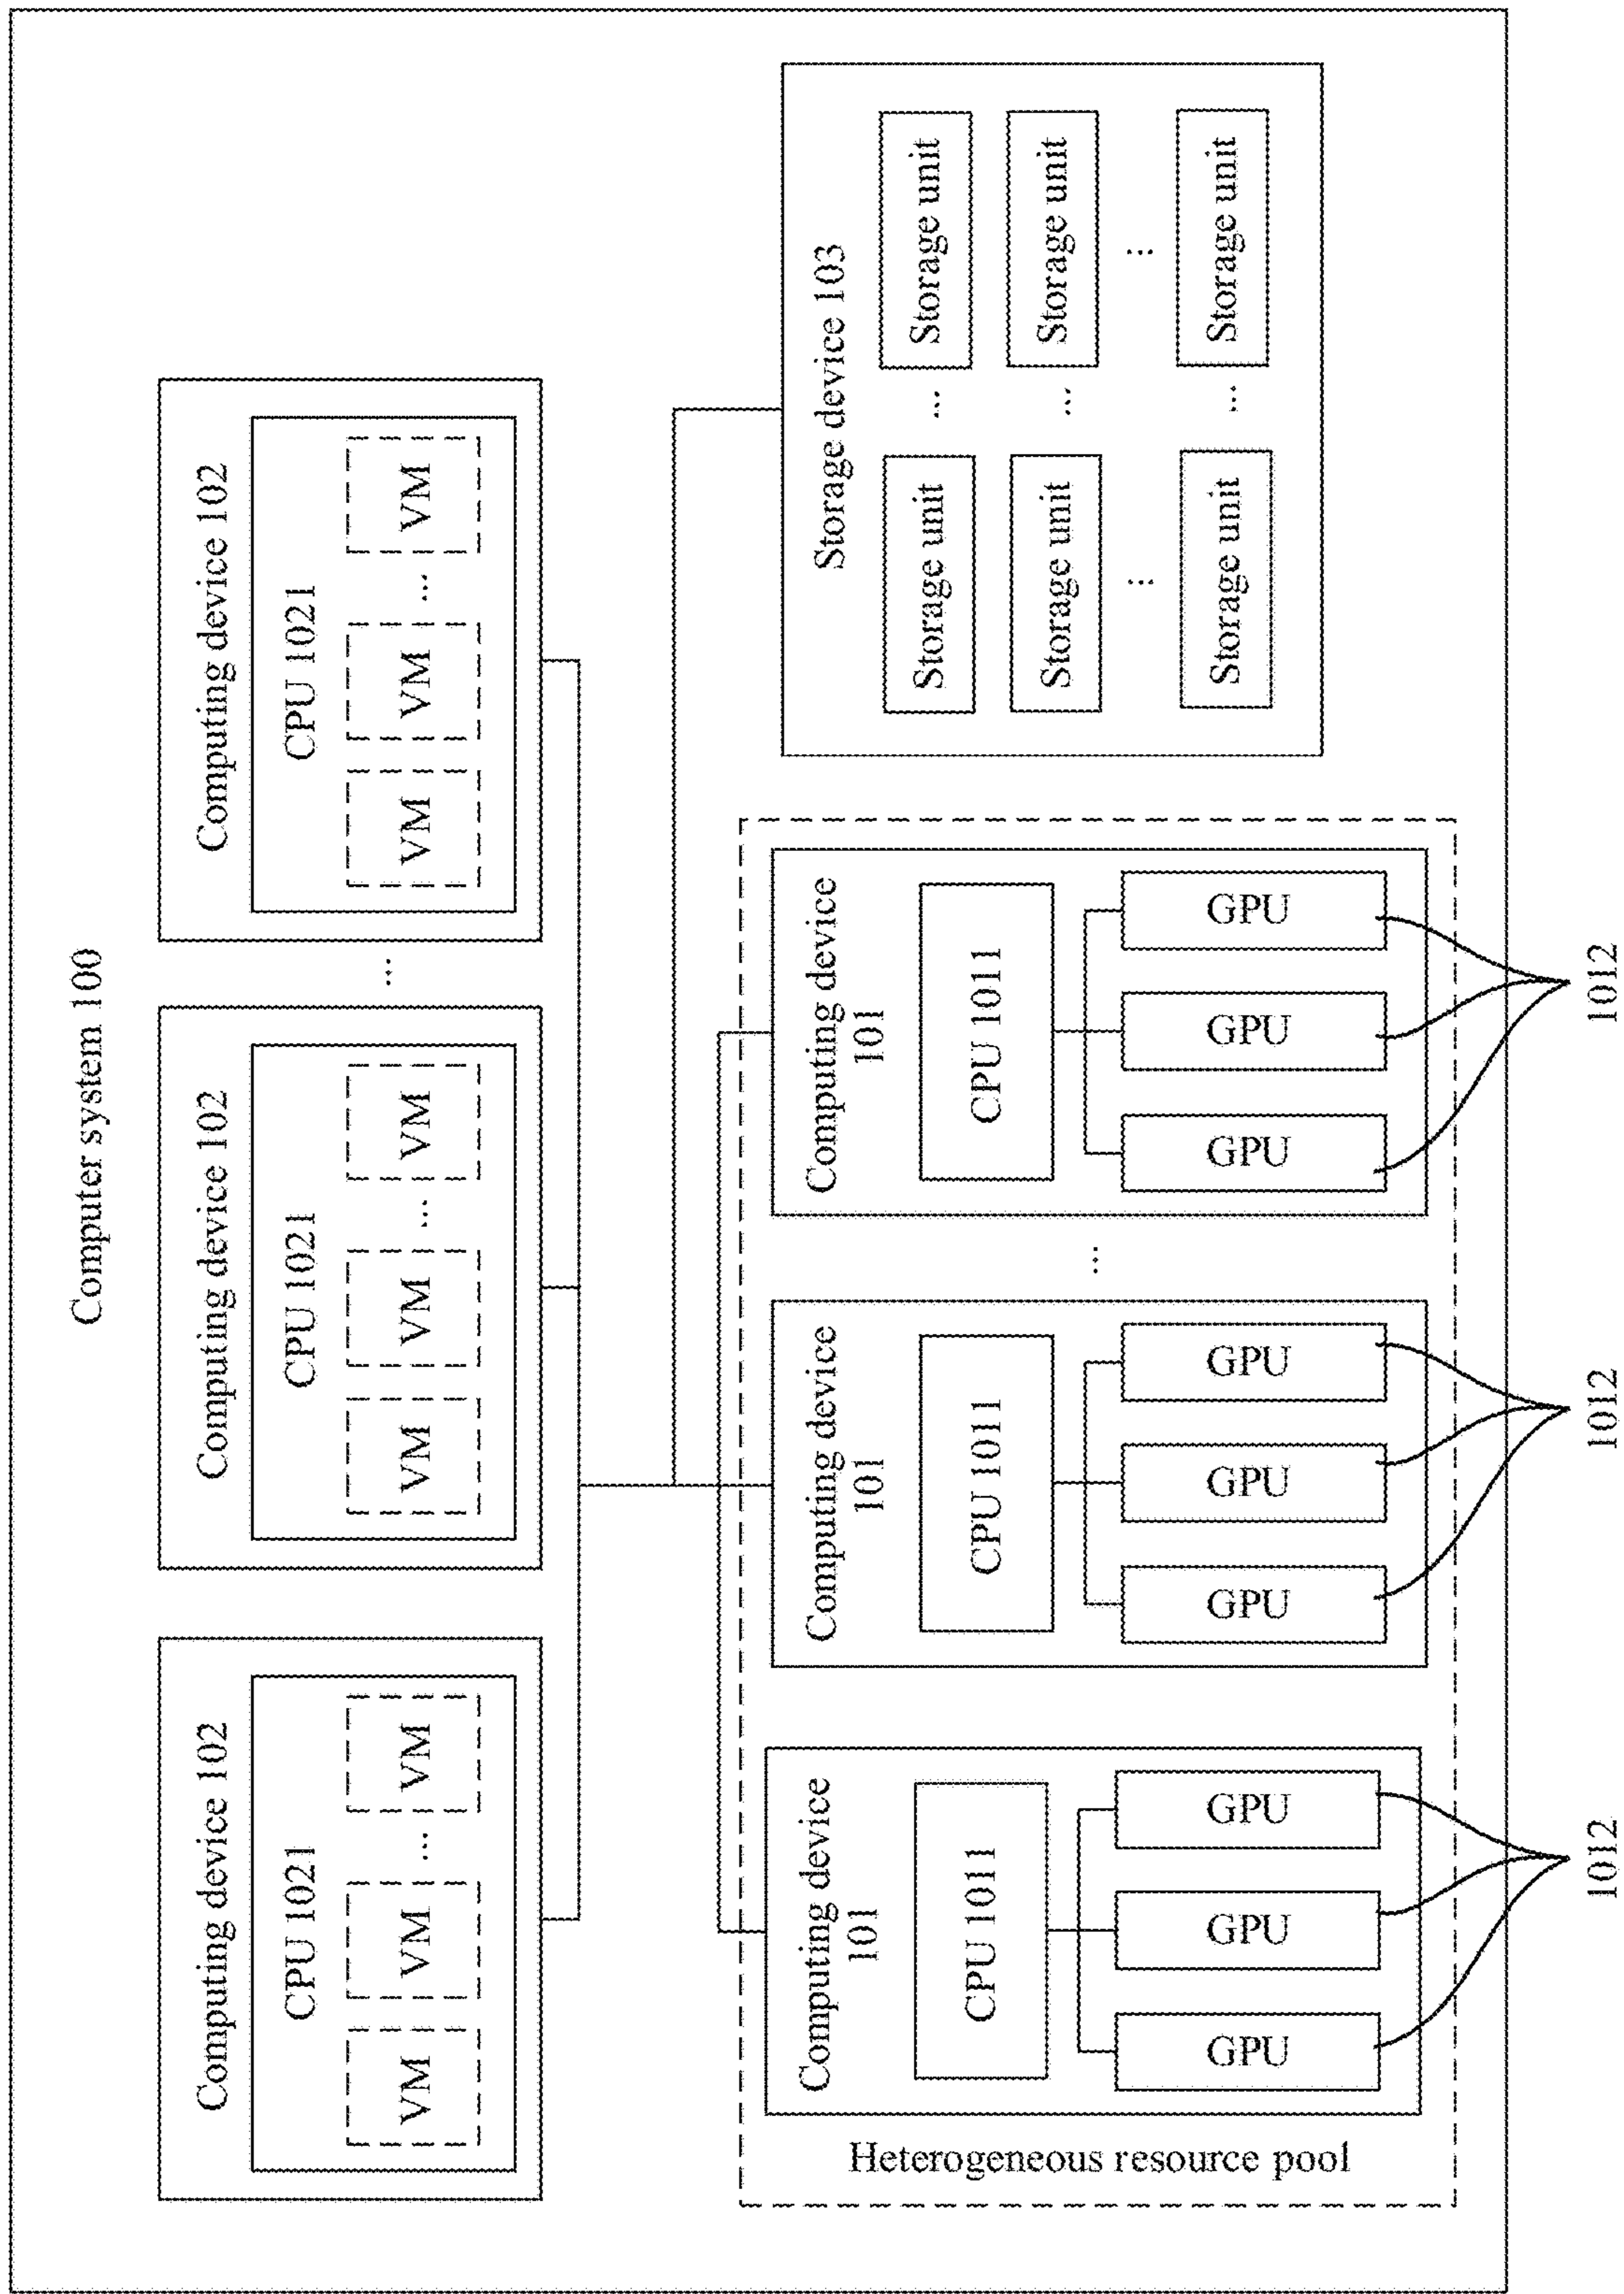 Computer system 100
Computing device 102
CPU 1021
VM
VM
...
VM
Computing device 102
CPU 1021
VM
VM
...
VM
...
Computing device 102
CPU 1021
VM
VM
...
VM
Heterogeneous resource pool
Computing device
101
CPU 1011
GPU
GPU
GPU
1012
Computing device
101
CPU 1011
GPU
GPU
GPU
1012
...
Computing device
101
CPU 1011
GPU
GPU
GPU
1012
Storage device 103
Storage unit
...
Storage unit
Storage unit
...
Storage unit
...
...
Storage unit
...
Storage unit